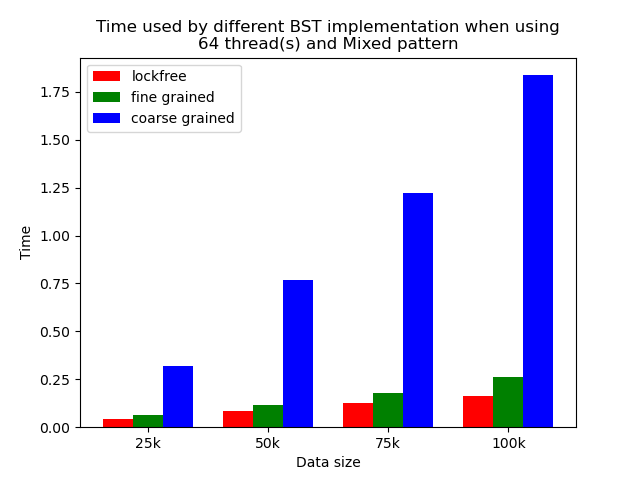 Time used by different BST implementation when using
64 thread(s) and Mixed pattern
lockfree
fine grained
coarse grained
1.75
1.50
1.25
1.00
0.75
0.50
0.25
0.00
Time
25k
50k
75k
100k
Data size